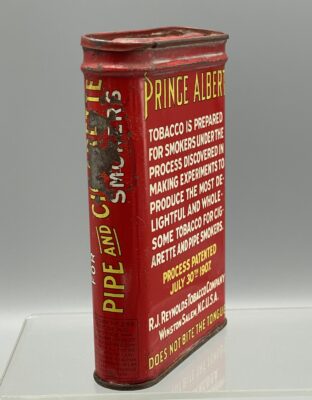 PRINCE ALBERT
TOBACCO IS PREPARED
FOR SMOKERS UNDER THE
PROCESS DISCOVERED IN
MAKING EXPERIMENTS TO
PRODUCE THE MOST DE-
LIGHTFUL AND WHOLE-
SOME TOBACCO FOR CIG-
ARETTE AND PIPE SMOKERS.
PROCESS PATENTED
JULY 30TH 1907.
R.J. REYNOLDS TOBACCO COMPANY
WINSTON SALEM, N.C. U.S.A.
DOES NOT BITE THE TONGUE
FOR
PIPE AND CIGARETTE
SMOKERS